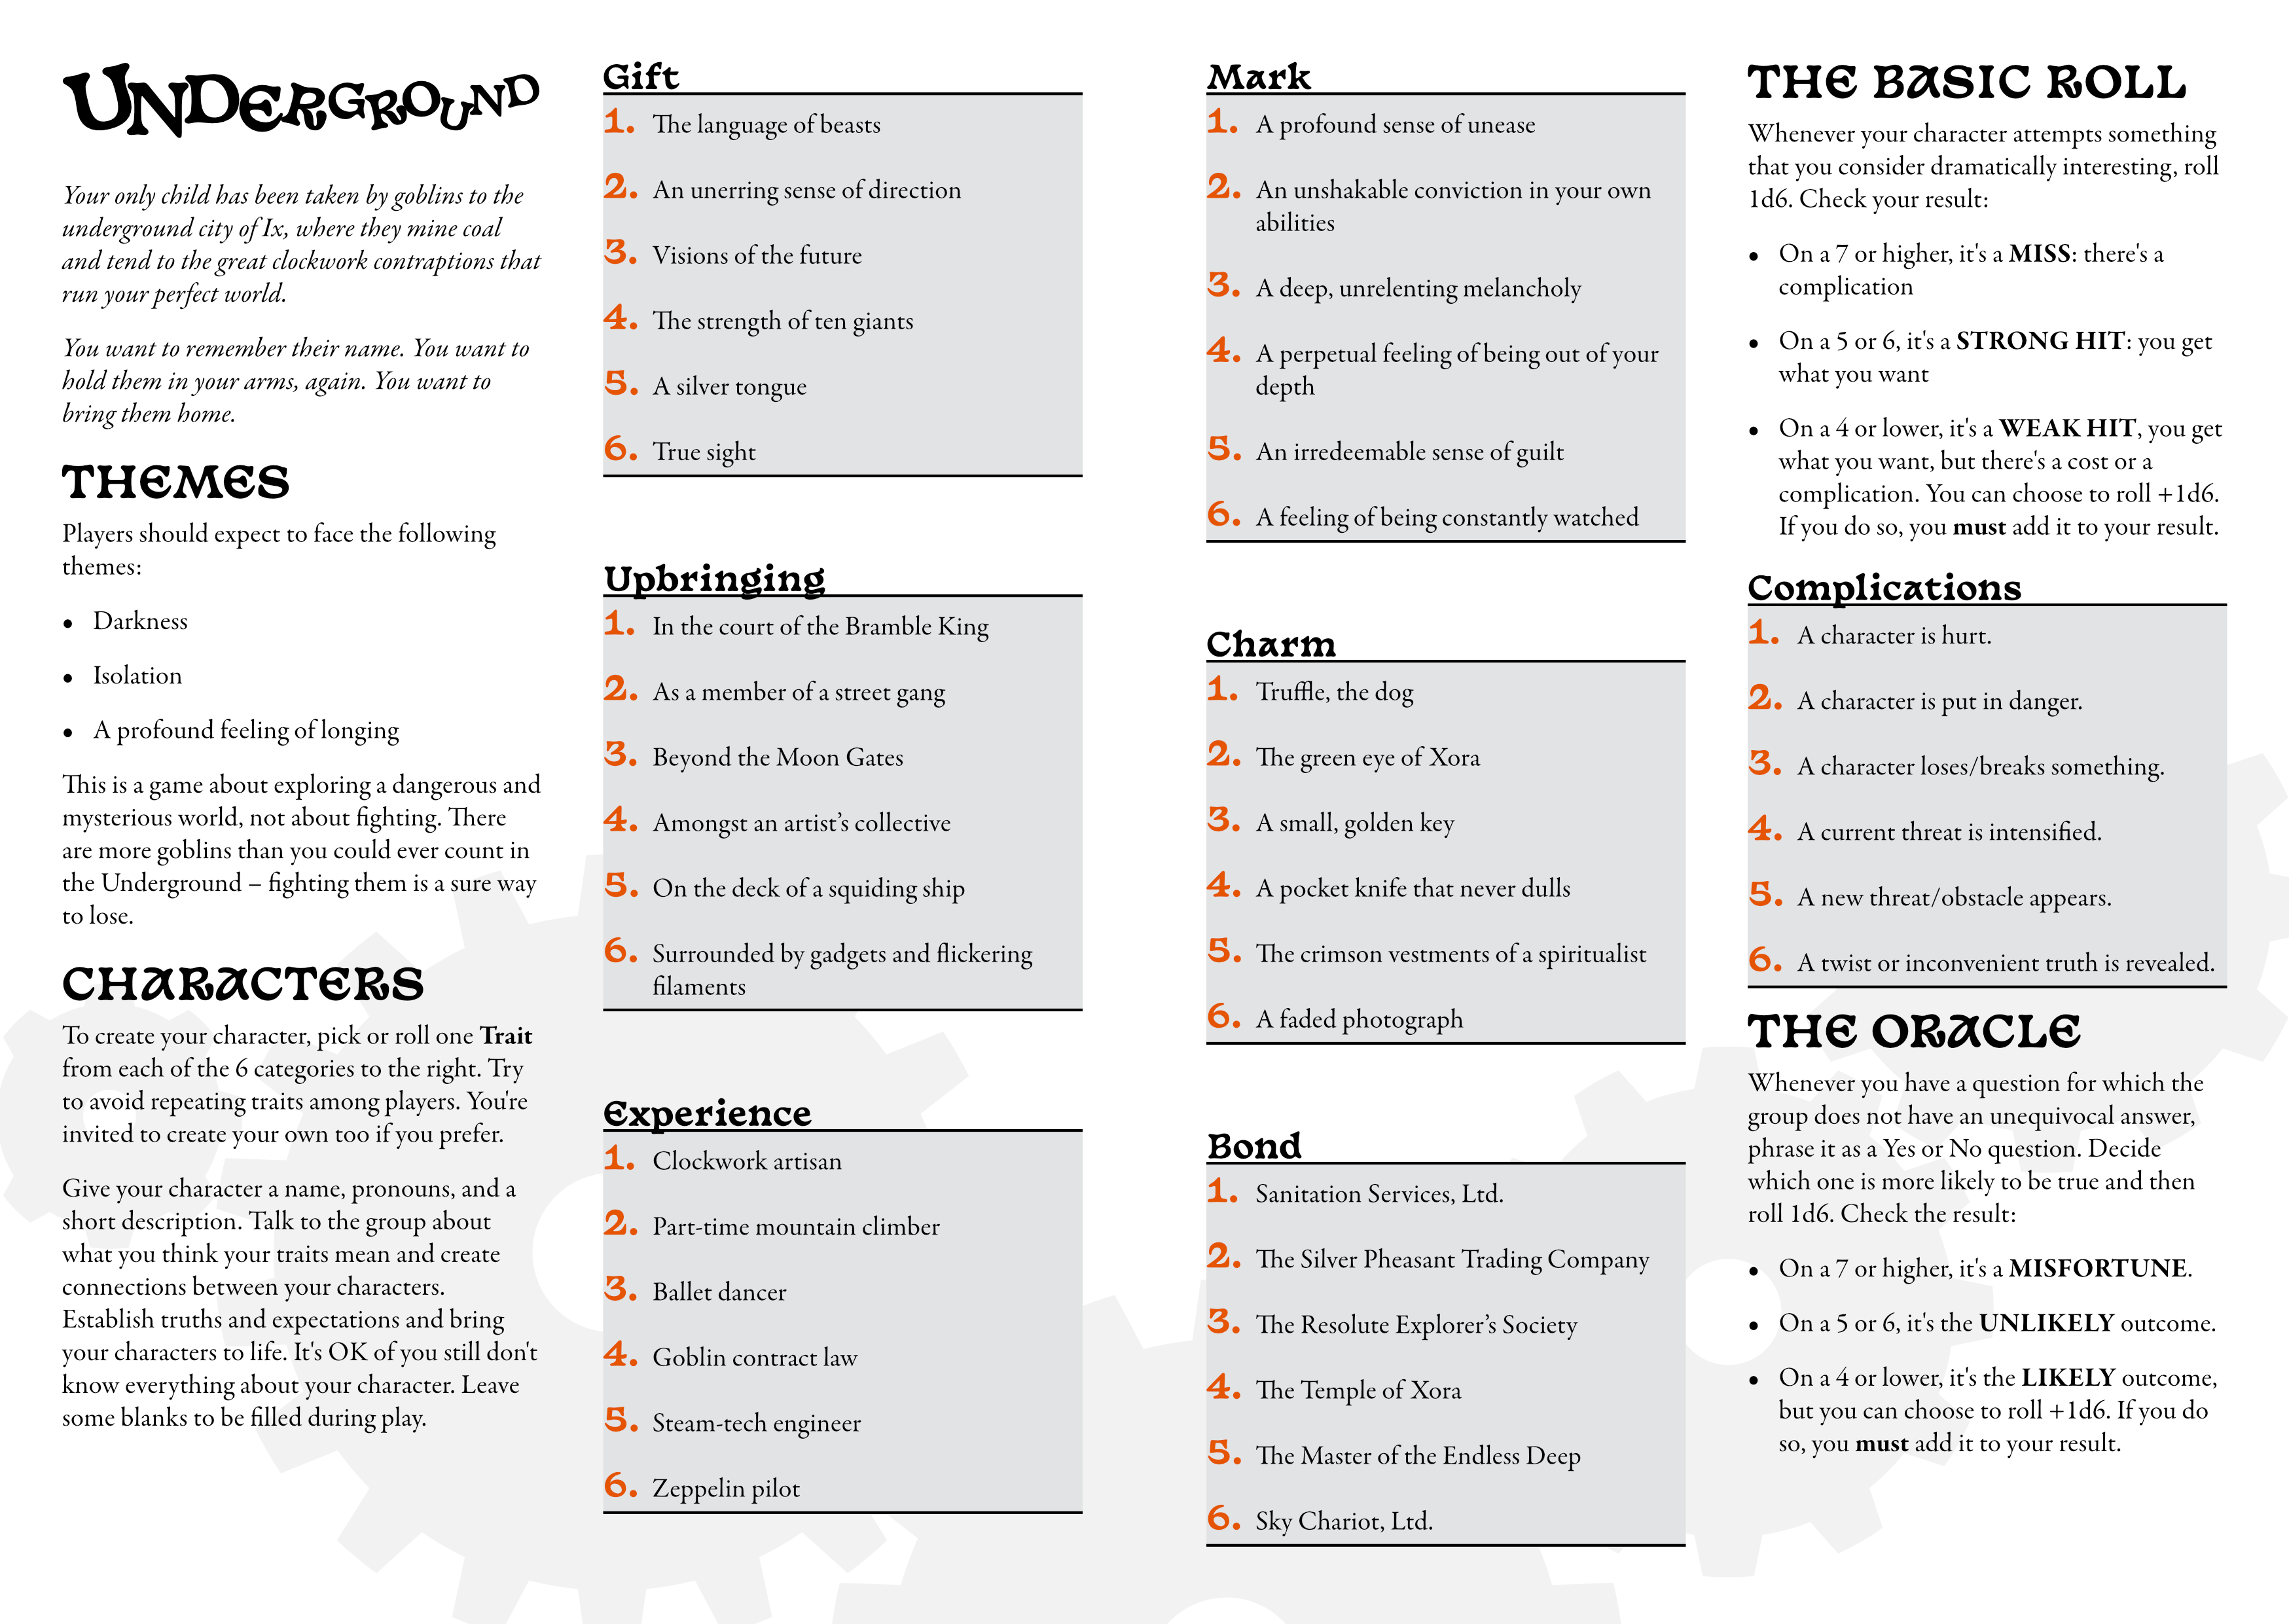 UNDERGROUND
Your only child has been taken by goblins to the
underground city of Ix, where they mine coal
and tend to the great clockwork contraptions that
run your perfect world.
You want to remember their name. You want to
hold them in your arms, again. You want to
bring them home.
THEMES
Players should expect to face the following
themes:
• Darkness
• Isolation
• A profound feeling of longing
This is a game about exploring a dangerous and
mysterious world, not about fighting. There
are more goblins than you could ever count in
the Underground – fighting them is a sure way
to lose.
CHARACTERS
To create your character, pick or roll one Trait
from each of the 6 categories to the right. Try
to avoid repeating traits among players. You're
invited to create your own too if you prefer.
Give your character a name, pronouns, and a
short description. Talk to the group about
what you think your traits mean and create
connections between your characters.
Establish truths and expectations and bring
your characters to life. It's OK of you still don't
know everything about your character. Leave
some blanks to be filled during play.
Gift
1. The language of beasts
2. An unerring sense of direction
3. Visions of the future
4. The strength of ten giants
5. A silver tongue
6. True sight
Upbringing
1. In the court of the Bramble King
2. As a member of a street gang
3. Beyond the Moon Gates
4. Amongst an artist’s collective
5. On the deck of a squiding ship
6. Surrounded by gadgets and flickering
filaments
Experience
1. Clockwork artisan
2. Part-time mountain climber
3. Ballet dancer
4. Goblin contract law
5. Steam-tech engineer
6. Zeppelin pilot
Mark
1. A profound sense of unease
2. An unshakable conviction in your own
abilities
3. A deep, unrelenting melancholy
4. A perpetual feeling of being out of your
depth
5. An irredeemable sense of guilt
6. A feeling of being constantly watched
Charm
1. Truffle, the dog
2. The green eye of Xora
3. A small, golden key
4. A pocket knife that never dulls
5. The crimson vestments of a spiritualist
6. A faded photograph
Bond
1. Sanitation Services, Ltd.
2. The Silver Pheasant Trading Company
3. The Resolute Explorer’s Society
4. The Temple of Xora
5. The Master of the Endless Deep
6. Sky Chariot, Ltd.
THE BASIC ROLL
Whenever your character attempts something
that you consider dramatically interesting, roll
1d6. Check your result:
• On a 7 or higher, it's a MISS: there's a
complication
• On a 5 or 6, it's a STRONG HIT: you get
what you want
• On a 4 or lower, it's a WEAK HIT, you get
what you want, but there's a cost or a
complication. You can choose to roll +1d6.
If you do so, you must add it to your result.
Complications
1. A character is hurt.
2. A character is put in danger.
3. A character loses/breaks something.
4. A current threat is intensified.
5. A new threat/obstacle appears.
6. A twist or inconvenient truth is revealed.
THE ORACLE
Whenever you have a question for which the
group does not have an unequivocal answer,
phrase it as a Yes or No question. Decide
which one is more likely to be true and then
roll 1d6. Check the result:
• On a 7 or higher, it's a MISFORTUNE.
• On a 5 or 6, it's the UNLIKELY outcome.
• On a 4 or lower, it's the LIKELY outcome,
but you can choose to roll +1d6. If you do
so, you must add it to your result.